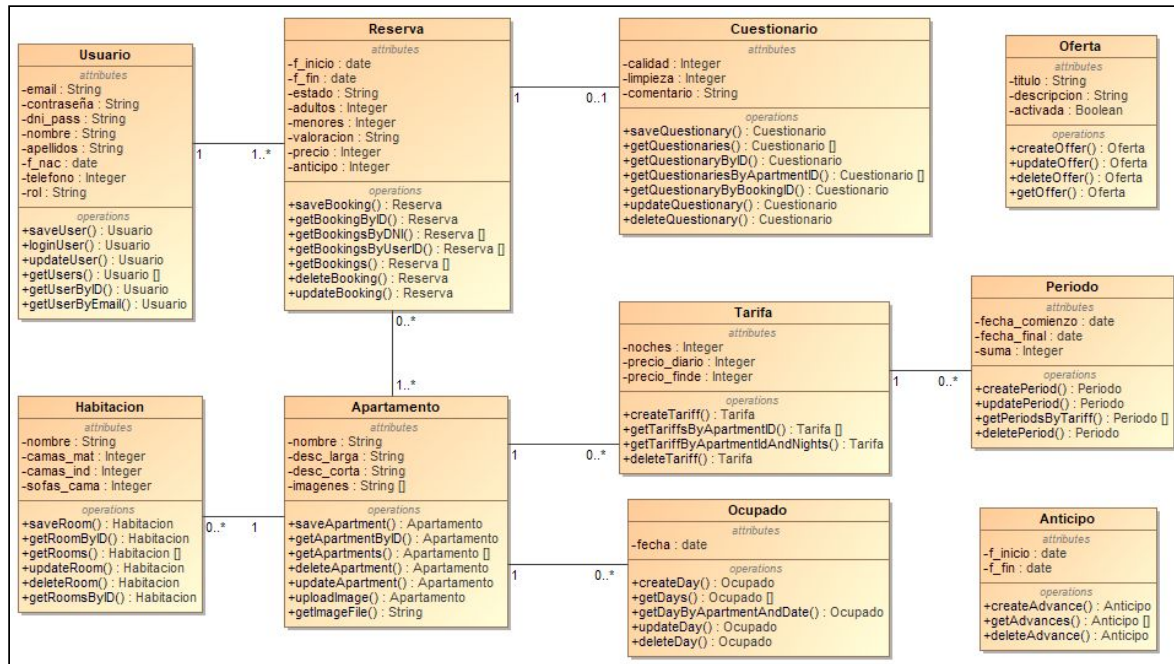 Usuario
attributes
-email : String
-contraseña : String
-dni_pass : String
-nombre : String
-apellidos : String
-f_nac : date
-telefono : Integer
-rol : String
operations
+saveUser() : Usuario
+loginUser() : Usuario
+updateUser() : Usuario
+getUsers() : Usuario []
+getUserByID() : Usuario
+getUserByEmail() : Usuario
1
1..*
Reserva
attributes
-f_inicio : date
-f_fin : date
-estado : String
-adultos : Integer
-menores : Integer
-valoracion : String
-precio : Integer
-anticipo : Integer
operations
+saveBooking() : Reserva
+getBookingByID() : Reserva
+getBookingsByDNI() : Reserva []
+getBookingsByUserID() : Reserva []
+getBookings() : Reserva []
+deleteBooking() : Reserva
+updateBooking() : Reserva
1
0..1
Cuestionario
attributes
-calidad : Integer
-limpieza : Integer
-comentario : String
operations
+saveQuestionary() : Cuestionario
+getQuestionaries() : Cuestionario []
+getQuestionaryByID() : Cuestionario
+getQuestionariesByApartmentID() : Cuestionario []
+getQuestionaryByBookingID() : Cuestionario
+updateQuestionary() : Cuestionario
+deleteQuestionary() : Cuestionario
Oferta
attributes
-titulo : String
-descripcion : String
-activada : Boolean
operations
+createOffer() : Oferta
+updateOffer() : Oferta
+deleteOffer() : Oferta
+getOffer() : Oferta
0..*
1..*
Habitacion
attributes
-nombre : String
-camas_mat : Integer
-camas_ind : Integer
-sofas_cama : Integer
operations
+saveRoom() : Habitacion
+getRoomByID() : Habitacion
+getRooms() : Habitacion []
+updateRoom() : Habitacion
+deleteRoom() : Habitacion
+getRoomsByID() : Habitacion
0..*
1
Apartamento
attributes
-nombre : String
-desc_larga : String
-desc_corta : String
-imagenes : String []
operations
+saveApartment() : Apartamento
+getApartmentByID() : Apartamento
+getApartments() : Apartamento []
+deleteApartment() : Apartamento
+updateApartment() : Apartamento
+uploadImage() : Apartamento
+getImageFile() : String
1
0..*
Tarifa
attributes
-noches : Integer
-precio_diario : Integer
-precio_finde : Integer
operations
+createTariff() : Tarifa
+getTariffsByApartmentID() : Tarifa []
+getTariffByApartmentIdAndNights() : Tarifa
+deleteTariff() : Tarifa
1
0..*
Periodo
attributes
-fecha_comienzo : date
-fecha_final : date
-suma : Integer
operations
+createPeriod() : Periodo
+updatePeriod() : Periodo
+getPeriodsByTariff() : Periodo []
+deletePeriod() : Periodo
1
0..*
Ocupado
attributes
-fecha : date
operations
+createDay() : Ocupado
+getDays() : Ocupado []
+getDayByApartmentAndDate() : Ocupado
+updateDay() : Ocupado
+deleteDay() : Ocupado
Anticipo
attributes
-f_inicio : date
-f_fin : date
operations
+createAdvance() : Anticipo
+getAdvances() : Anticipo []
+deleteAdvance() : Anticipo